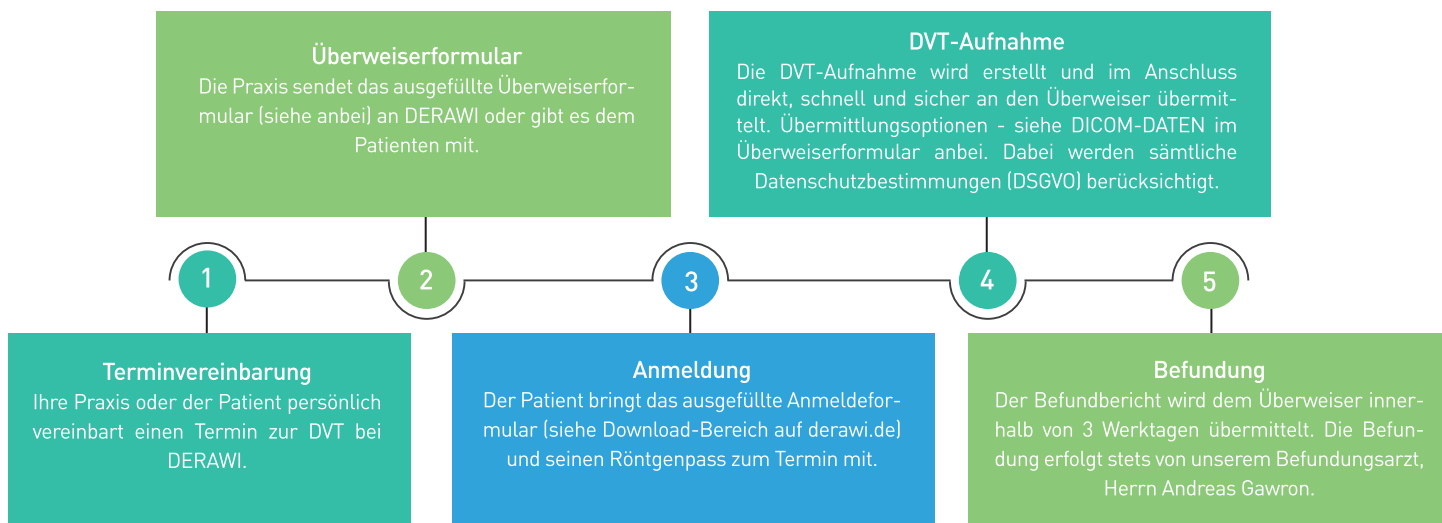 Überweiserformular
Die Praxis sendet das ausgefüllte Überweiserfor-
mular (siehe anbei) an DERAWI oder gibt es dem
Patienten mit.
DVT-Aufnahme
Die DVT-Aufnahme wird erstellt und im Anschluss
direkt, schnell und sicher an den Überweiser übermit-
telt. Übermittlungsoptionen - siehe DICOM-DATEN im
Überweiserformular anbei. Dabei werden sämtliche
Datenschutzbestimmungen (DSGVO) berücksichtigt.
1
2
3
4
5
Terminvereinbarung
Ihre Praxis oder der Patient persönlich
vereinbart einen Termin zur DVT bei
DERAWI.
Anmeldung
Der Patient bringt das ausgefüllte Anmeldefor-
mular (siehe Download-Bereich auf derawi.de)
und seinen Röntgenpass zum Termin mit.
Befundung
Der Befundbericht wird dem Überweiser inner-
halb von 3 Werktagen übermittelt. Die Befun-
dung erfolgt stets von unserem Befundungsarzt,
Herrn Andreas Gawron.